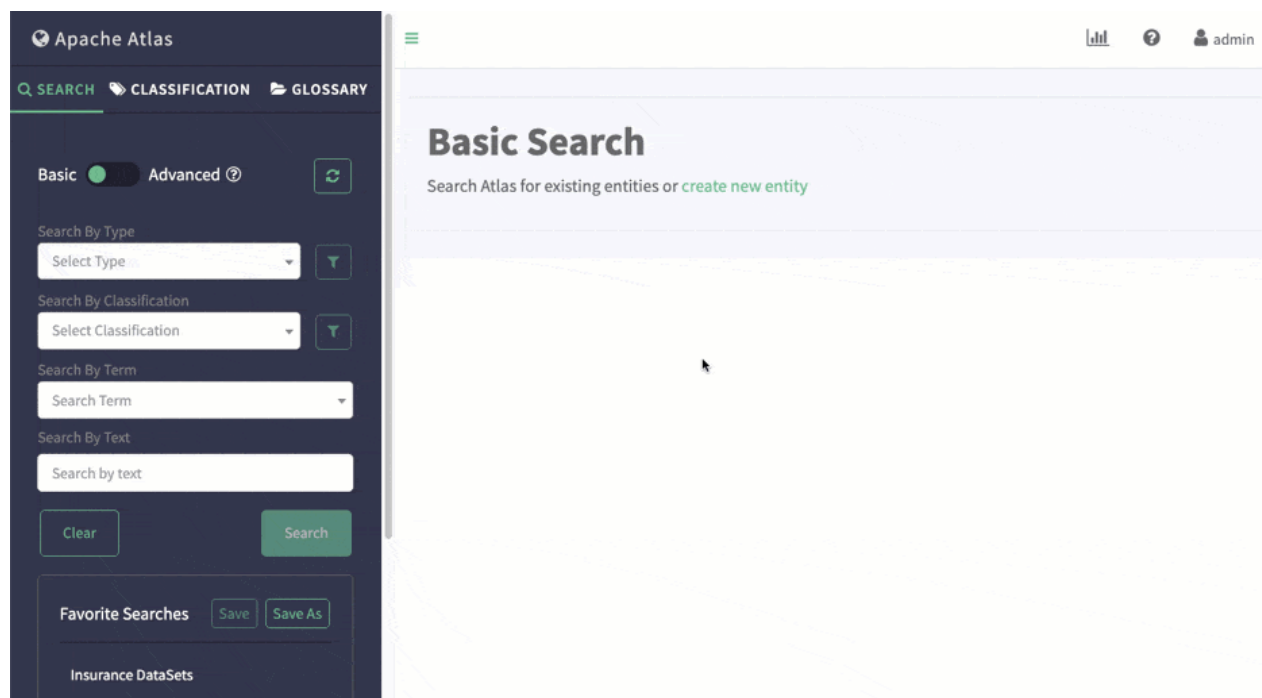 Apache Atlas
admin
SEARCH CLASSIFICATION GLOSSARY
Basic Search
Search Atlas for existing entities or create new entity
Basic Advanced
Search By Type
Select Type
Search By Classification
Select Classification
Search By Term
Search Term
Search By Text
Search by text
Clear Search
Favorite Searches Save Save As
Insurance DataSets